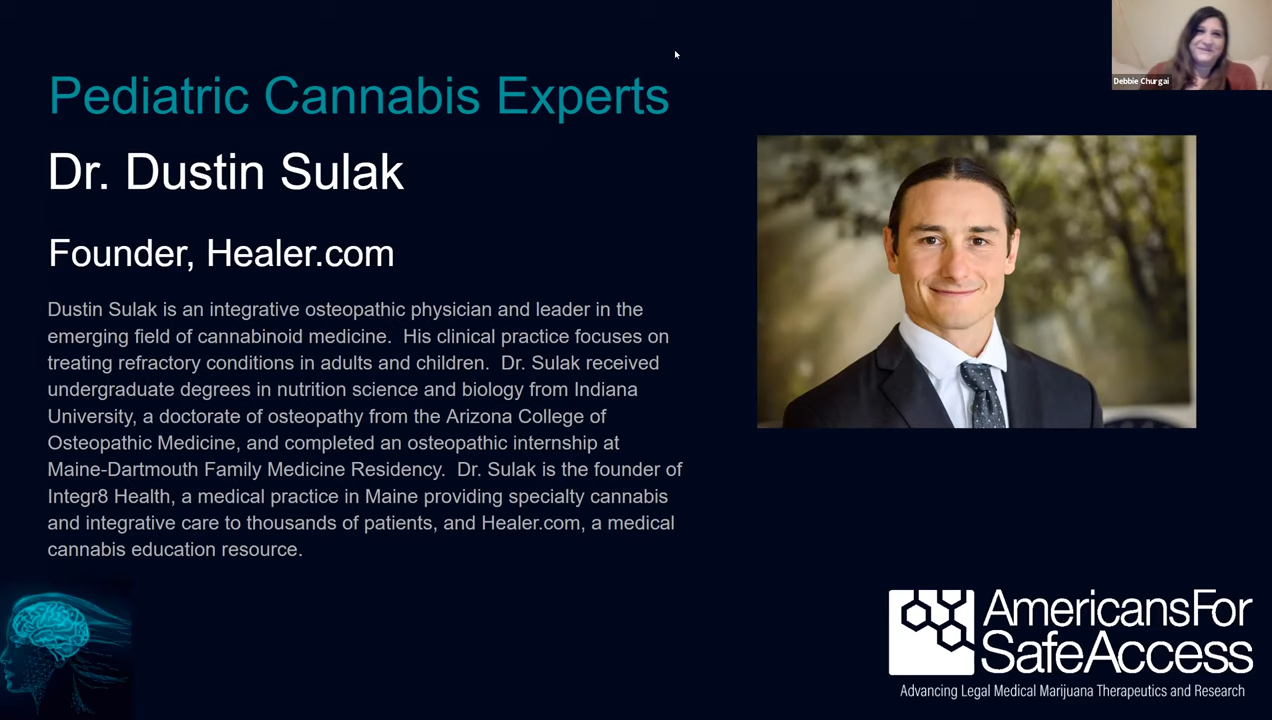 Debbie Churgai
Pediatric Cannabis Experts
Dr. Dustin Sulak
Founder, Healer.com
Dustin Sulak is an integrative osteopathic physician and leader in the
emerging field of cannabinoid medicine.  His clinical practice focuses on
treating refractory conditions in adults and children.  Dr. Sulak received
undergraduate degrees in nutrition science and biology from Indiana
University, a doctorate of osteopathy from the Arizona College of
Osteopathic Medicine, and completed an osteopathic internship at
Maine-Dartmouth Family Medicine Residency.  Dr. Sulak is the founder of
Integr8 Health, a medical practice in Maine providing specialty cannabis
and integrative care to thousands of patients, and Healer.com, a medical
cannabis education resource.
AmericansFor
SafeAccess
Advancing Legal Medical Marijuana Therapeutics and Research